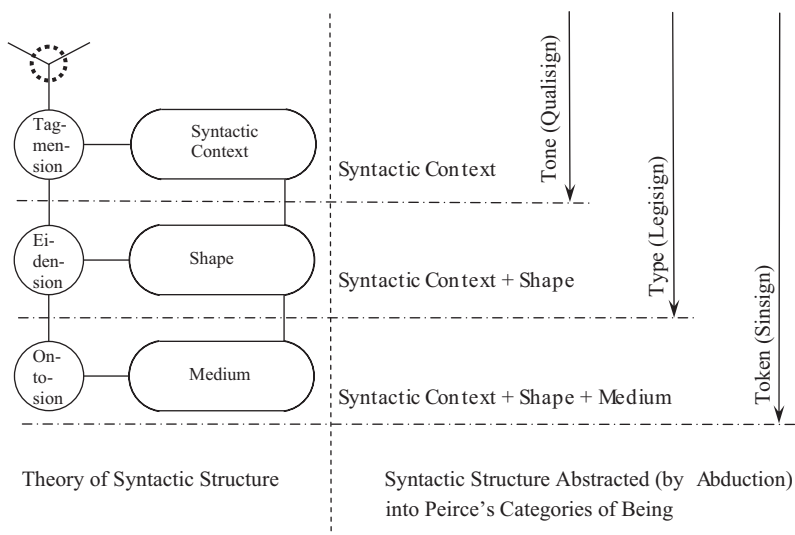 Tag-
men-
sion
Syntactic
Context
Syntactic Context
Tone (Qualisign)
Ei-
den-
sion
Shape
Syntactic Context + Shape
Type (Legisign)
On-
to-
sion
Medium
Syntactic Context + Shape + Medium
Token (Sinsign)
Theory of Syntactic Structure
Syntactic Structure Abstracted (by Abduction)
into Peirce's Categories of Being